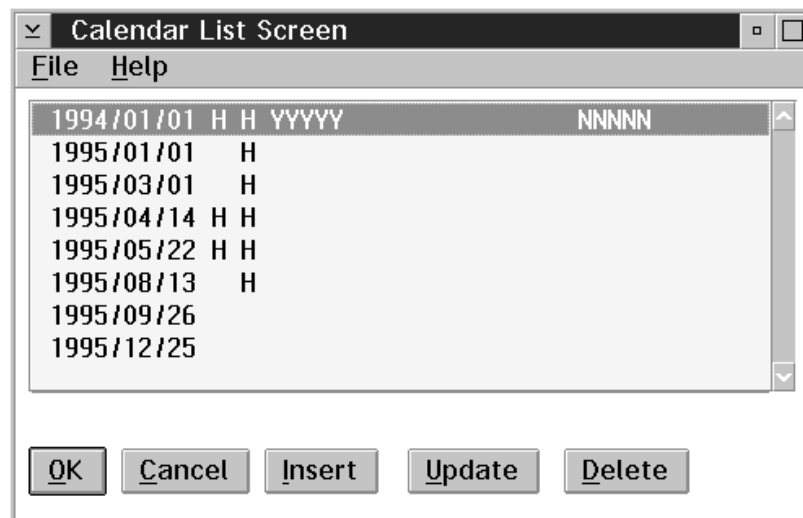 Calendar List Screen
File Help
1994/01/01 H H YYYYY NNNNN
1995/01/01 H
1995/03/01 H
1995/04/14 H H
1995/05/22 H H
1995/08/13 H
1995/09/26
1995/12/25
OK Cancel Insert Update Delete